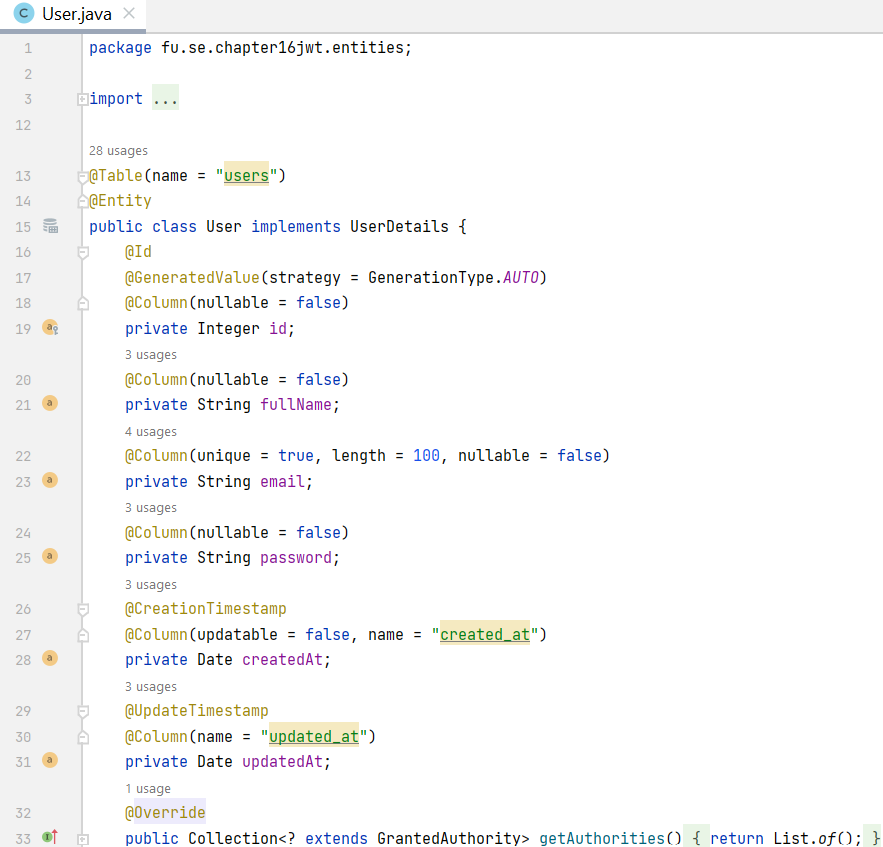 User.java
1 package fu.se.chapter16jwt.entities;
2
3 import ...
12
28 usages
13 @Table(name = "users")
14 @Entity
15 public class User implements UserDetails {
16 @Id
17 @GeneratedValue(strategy = GenerationType.AUTO)
18 @Column(nullable = false)
19 private Integer id;
3 usages
20 @Column(nullable = false)
21 private String fullName;
4 usages
22 @Column(unique = true, length = 100, nullable = false)
23 private String email;
3 usages
24 @Column(nullable = false)
25 private String password;
3 usages
26 @CreationTimestamp
27 @Column(updatable = false, name = "created_at")
28 private Date createdAt;
3 usages
29 @UpdateTimestamp
30 @Column(name = "updated_at")
31 private Date updatedAt;
1 usage
32 @Override
33 public Collection<? extends GrantedAuthority> getAuthorities() { return List.of(); }